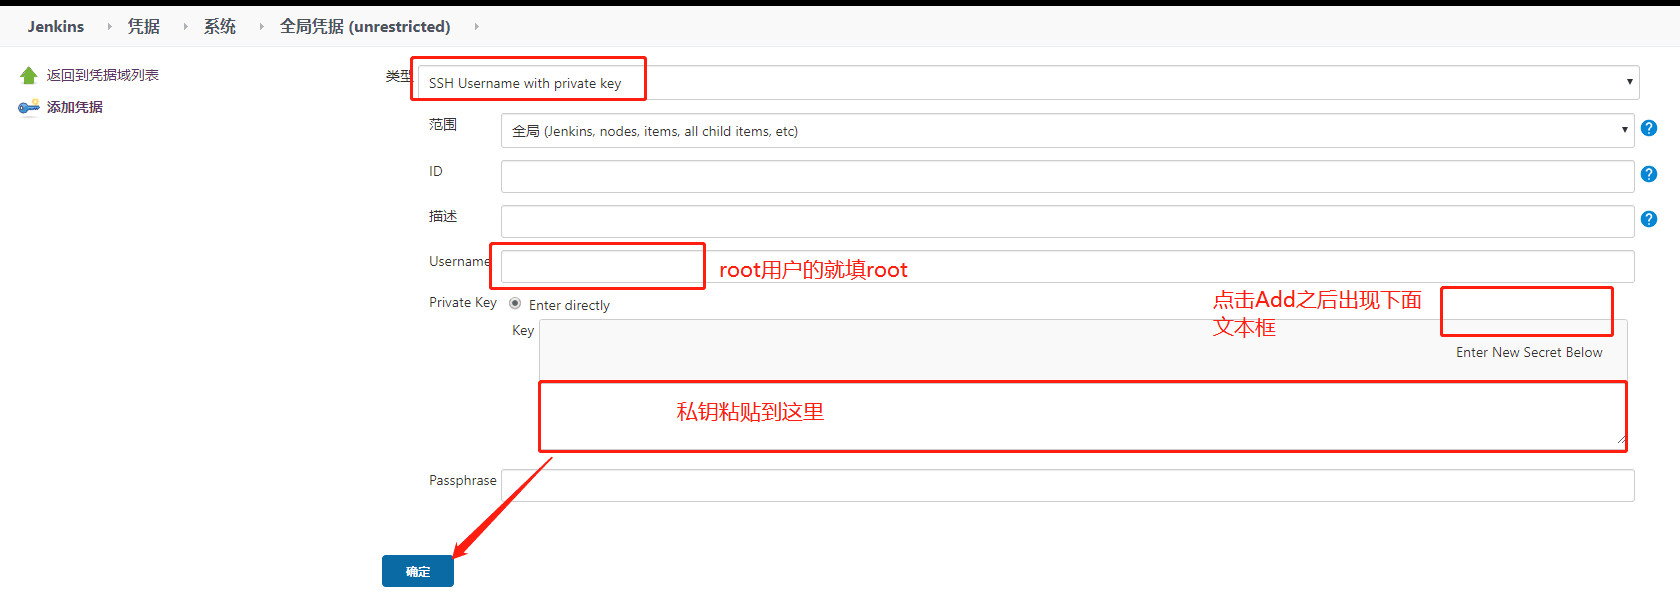 Jenkins 凭据 系统 全局凭据 (unrestricted)
返回到凭据域列表
添加凭据
类型 SSH Username with private key
范围 全局 (Jenkins, nodes, items, all child items, etc)
ID
描述
Username root用户的就填root
Private Key Enter directly
点击Add之后出现下面
文本框
Key
Enter New Secret Below
私钥粘贴到这里
Passphrase
确定